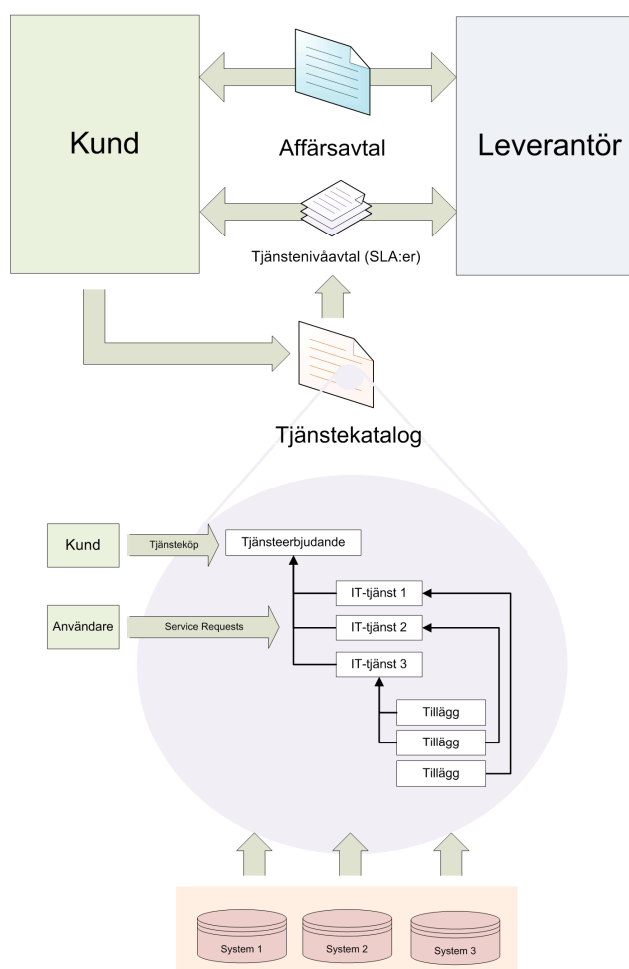 Kund
Leverantör
Affärsavtal
Tjänstenivåavtal (SLA:er)
Tjänstekatalog
Kund
Tjänsteköp
Tjänsteerbjudande
IT-tjänst 1
Användare
Service Requests
IT-tjänst 2
IT-tjänst 3
Tillägg
Tillägg
Tillägg
System 1
System 2
System 3